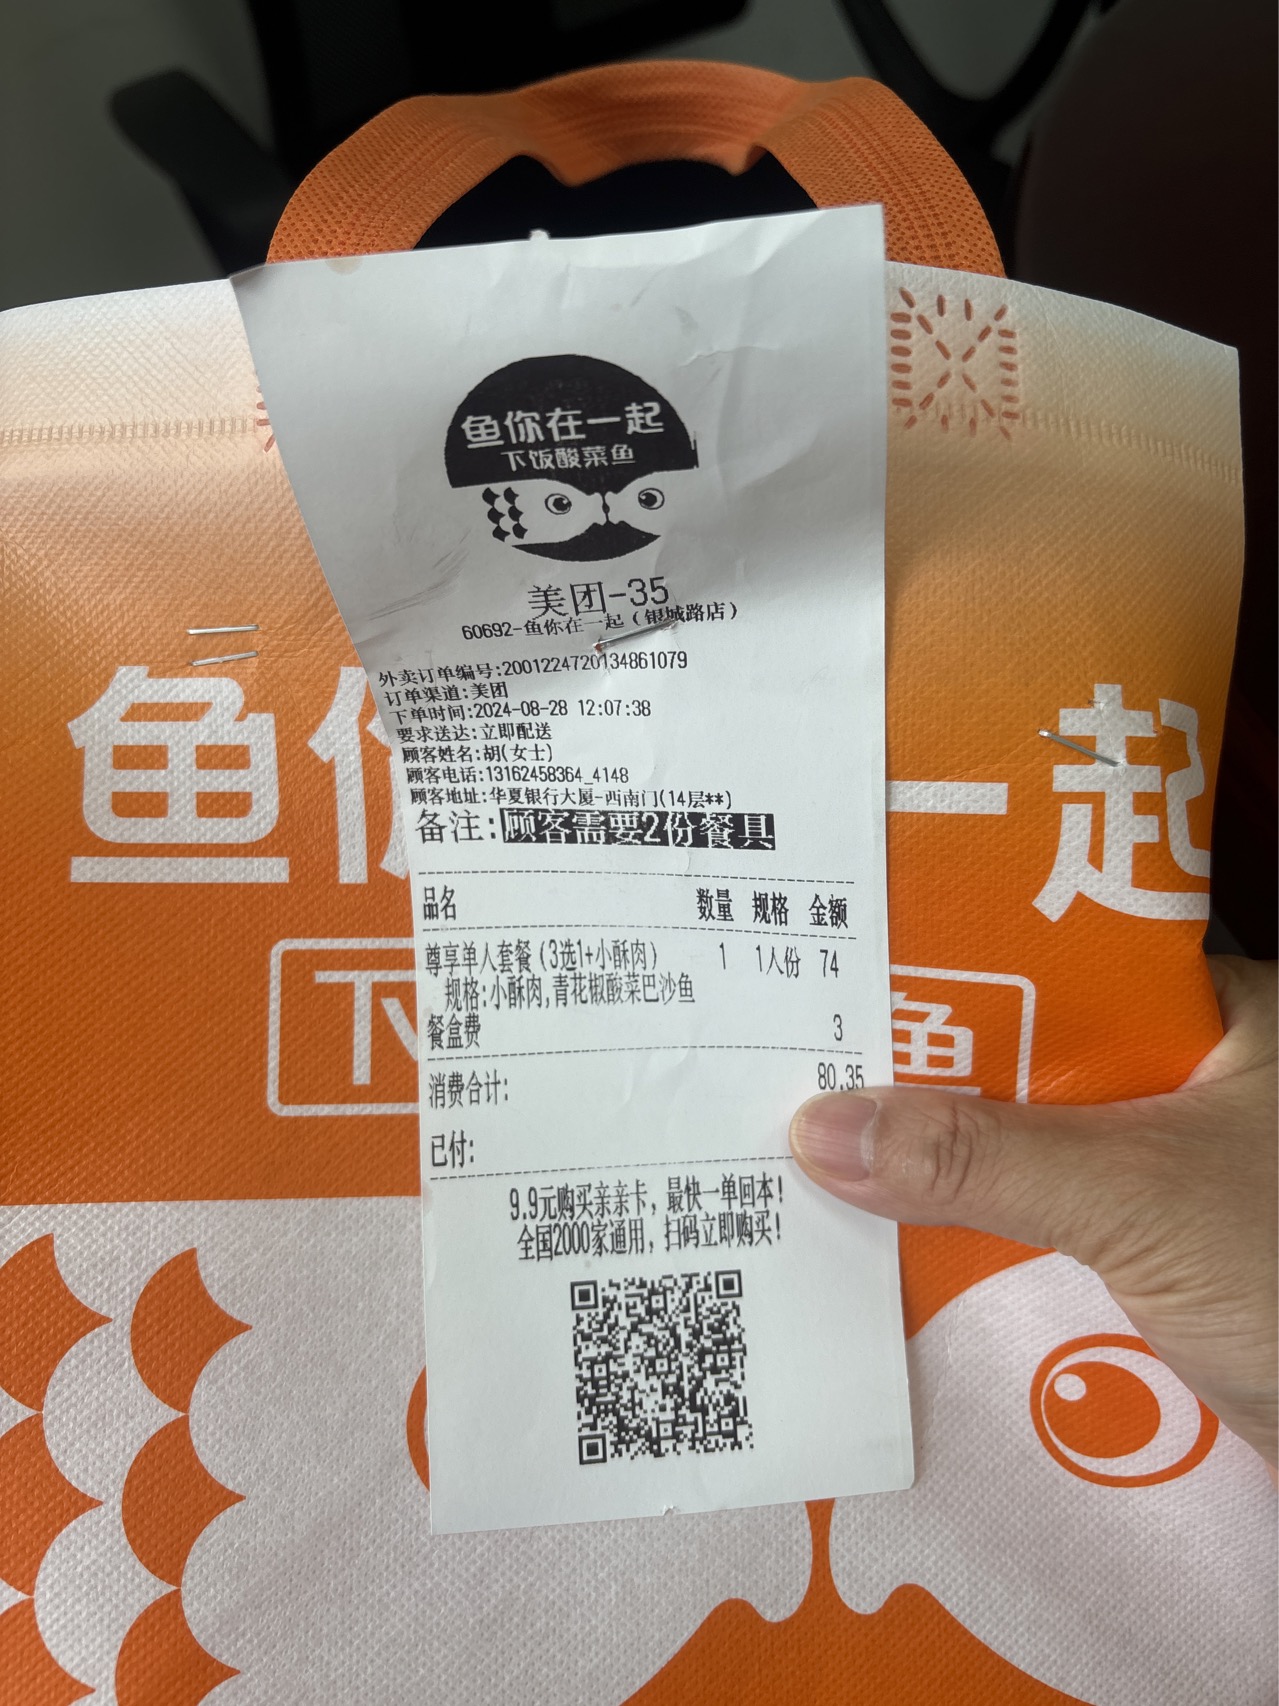 鱼你在一起
下饭酸菜鱼
美团-35
60692-鱼你在一起（银城路店）
外卖订单编号:2001224720134861079
订单渠道:美团
下单时间:2024-08-28 12:07:38
要求送达:立即配送
顾客姓名:胡(女士)
顾客电话:13162458364_4148
顾客地址:华夏银行大厦-西南门(14层**)
备注:顾客需要2份餐具
品名 数量 规格 金额
尊享单人套餐（3选1+小酥肉） 1 1人份 74
规格:小酥肉,青花椒酸菜巴沙鱼
餐盒费 3
消费合计: 80.35
已付:
9.9元购买亲亲卡，最快一单回本！
全国2000家通用，扫码立即购买！
鱼你 一起
下 鱼